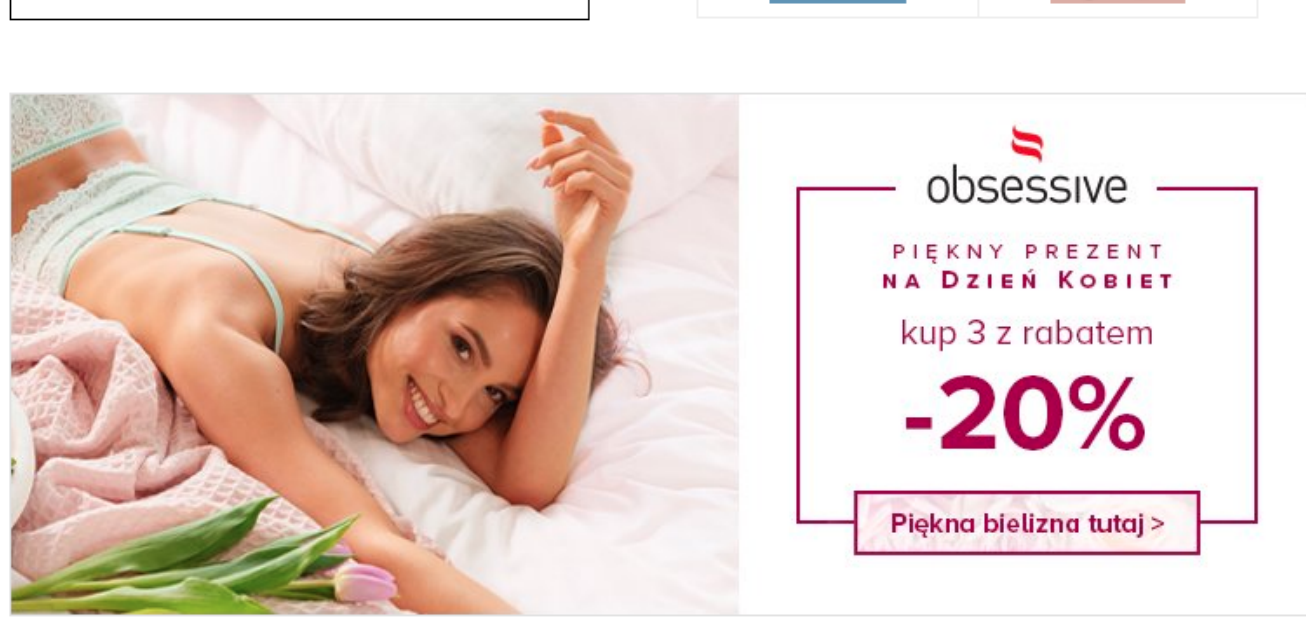 obsessive
PIĘKNY PREZENT
NA DZIEŃ KOBIET
kup 3 z rabatem
-20%
Piękna bielizna tutaj >